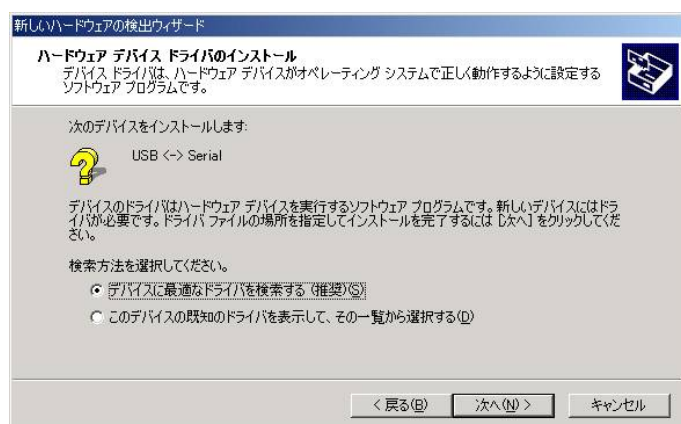 新しいハードウェアの検出ウィザード
ハードウェア デバイス ドライバのインストール
デバイス ドライバは、ハードウェア デバイスがオペレーティング システムで正しく動作するように設定する
ソフトウェア プログラムです。
次のデバイスをインストールします:
USB <-> Serial
デバイスのドライバはハードウェア デバイスを実行するソフトウェア プログラムです。新しいデバイスにはドラ
イバが必要です。ドライバ ファイルの場所を指定してインストールを完了するには [次へ] をクリックしてくだ
さい。
検索方法を選択してください。
デバイスに最適なドライバを検索する (推奨)(S)
このデバイスの既知のドライバを表示して、その一覧から選択する(D)
< 戻る(B) 次へ(N) > キャンセル